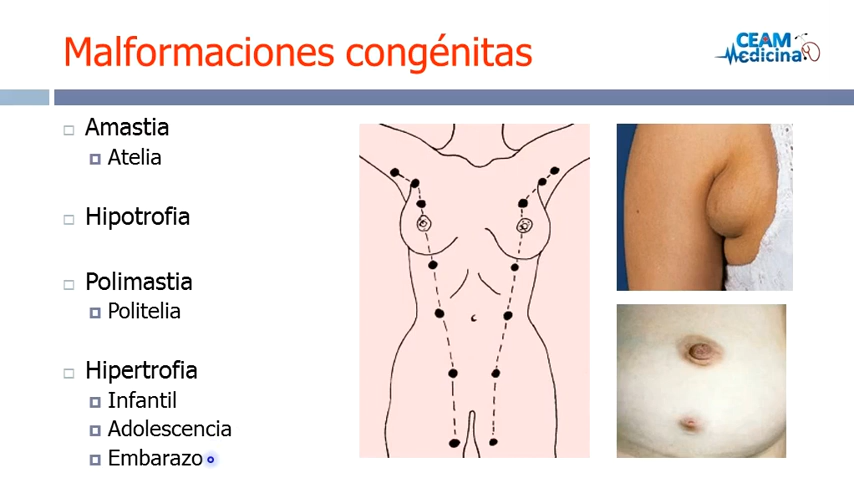 Malformaciones congénitas
CEAM
Medicina
Amastia
Atelia
Hipotrofia
Polimastia
Politelia
Hipertrofia
Infantil
Adolescencia
Embarazo